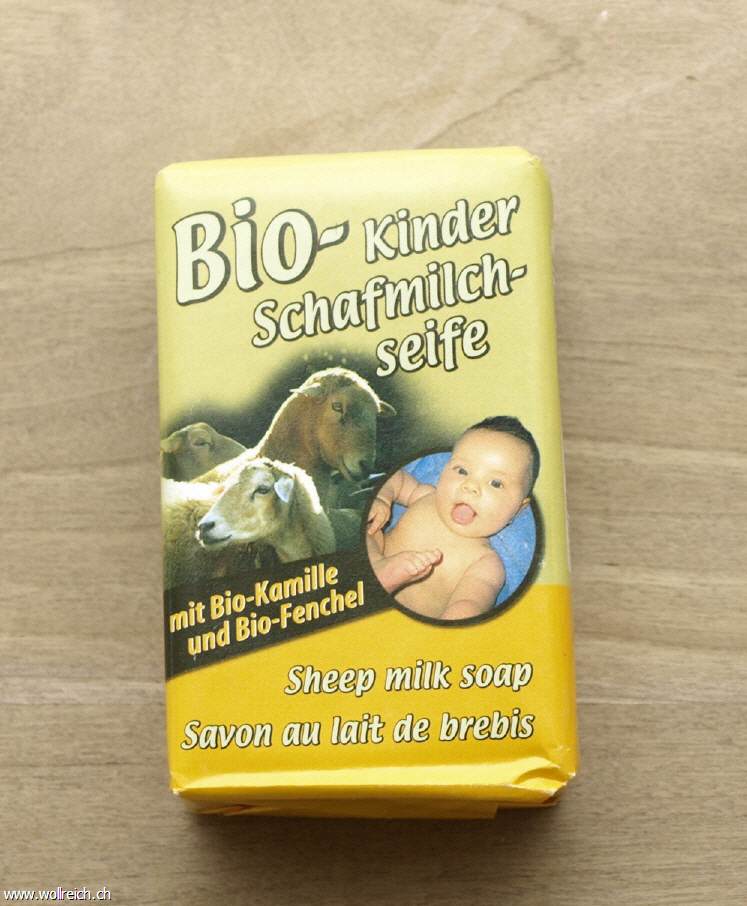 Bio- Kinder
Schafmilch-
seife
mit Bio-Kamille
und Bio-Fenchel
Sheep milk soap
Savon au lait de brebis
www.wollreich.ch